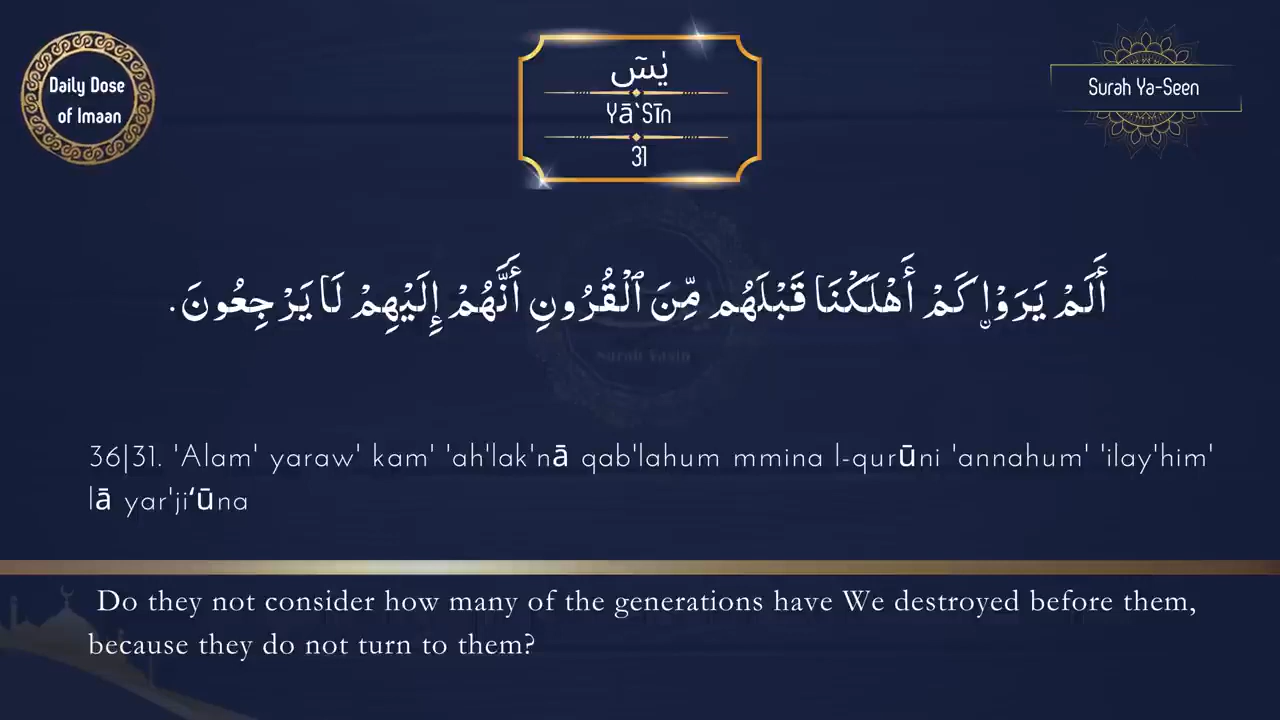 Daily Dose
of Imaan
يٰسٓ
Yā`Sīn
31
Surah Ya-Seen
أَلَمْ يَرَوْا۟ كَمْ أَهْلَكْنَا قَبْلَهُم مِّنَ ٱلْقُرُونِ أَنَّهُمْ إِلَيْهِمْ لَا يَرْجِعُونَ.
Surah Yasin
36|31. 'Alam' yaraw' kam' 'ah'lak'nā qab'lahum mmina l-qurūni 'annahum' 'ilay'him'
lā yar'ji‘ūna
Do they not consider how many of the generations have We destroyed before them,
because they do not turn to them?